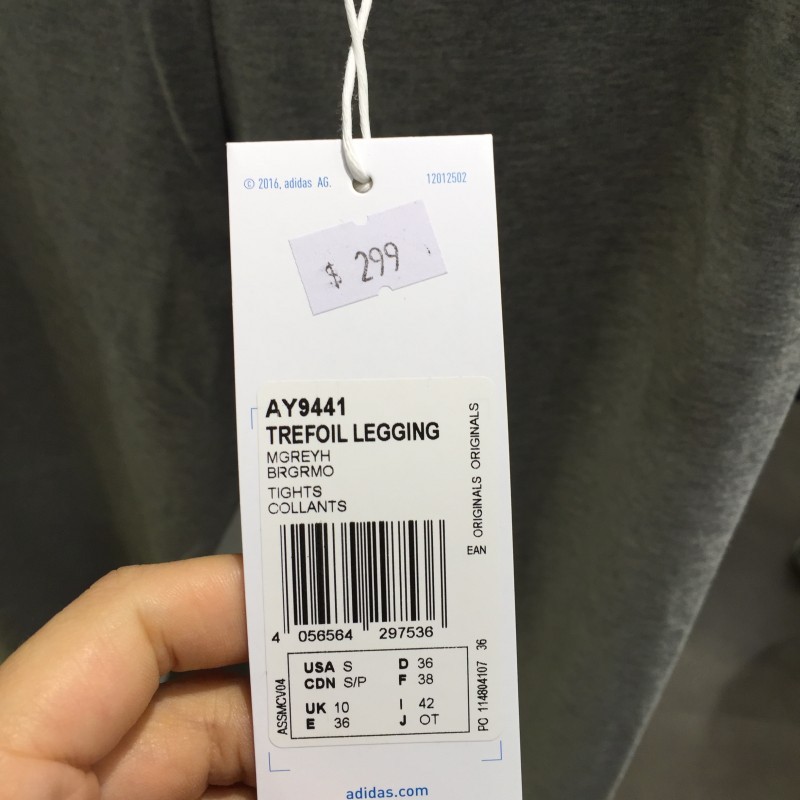 © 2016, adidas AG. 12012502
$ 299
AY9441
TREFOIL LEGGING
MGREYH
BRGRMO
TIGHTS
COLLANTS
ORIGINALS ORIGINALS
EAN
4 056564 297536
ASSMCV04
USA S D 36
CDN S/P F 38
UK 10 I 42
E 36 J OT
PC 114804107 36
adidas.com